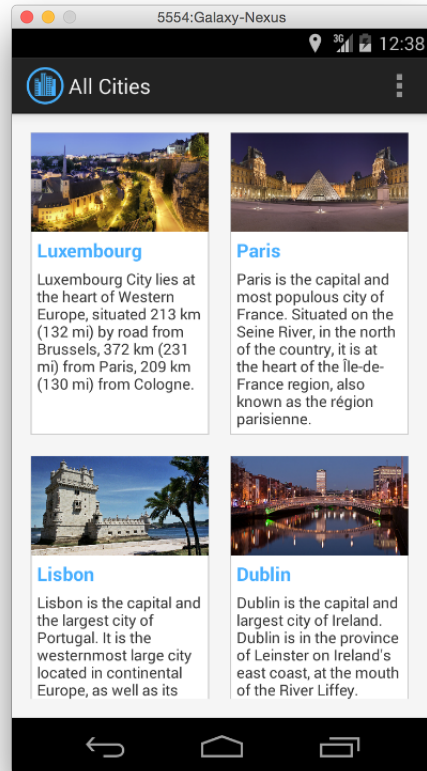 5554:Galaxy-Nexus
3G 12:38
All Cities
Luxembourg
Luxembourg City lies at
the heart of Western
Europe, situated 213 km
(132 mi) by road from
Brussels, 372 km (231
mi) from Paris, 209 km
(130 mi) from Cologne.
Paris
Paris is the capital and
most populous city of
France. Situated on the
Seine River, in the north
of the country, it is at
the heart of the Île-de-
France region, also
known as the région
parisienne.
Lisbon
Lisbon is the capital and
the largest city of
Portugal. It is the
westernmost large city
located in continental
Europe, as well as its
Dublin
Dublin is the capital and
largest city of Ireland.
Dublin is in the province
of Leinster on Ireland's
east coast, at the mouth
of the River Liffey.